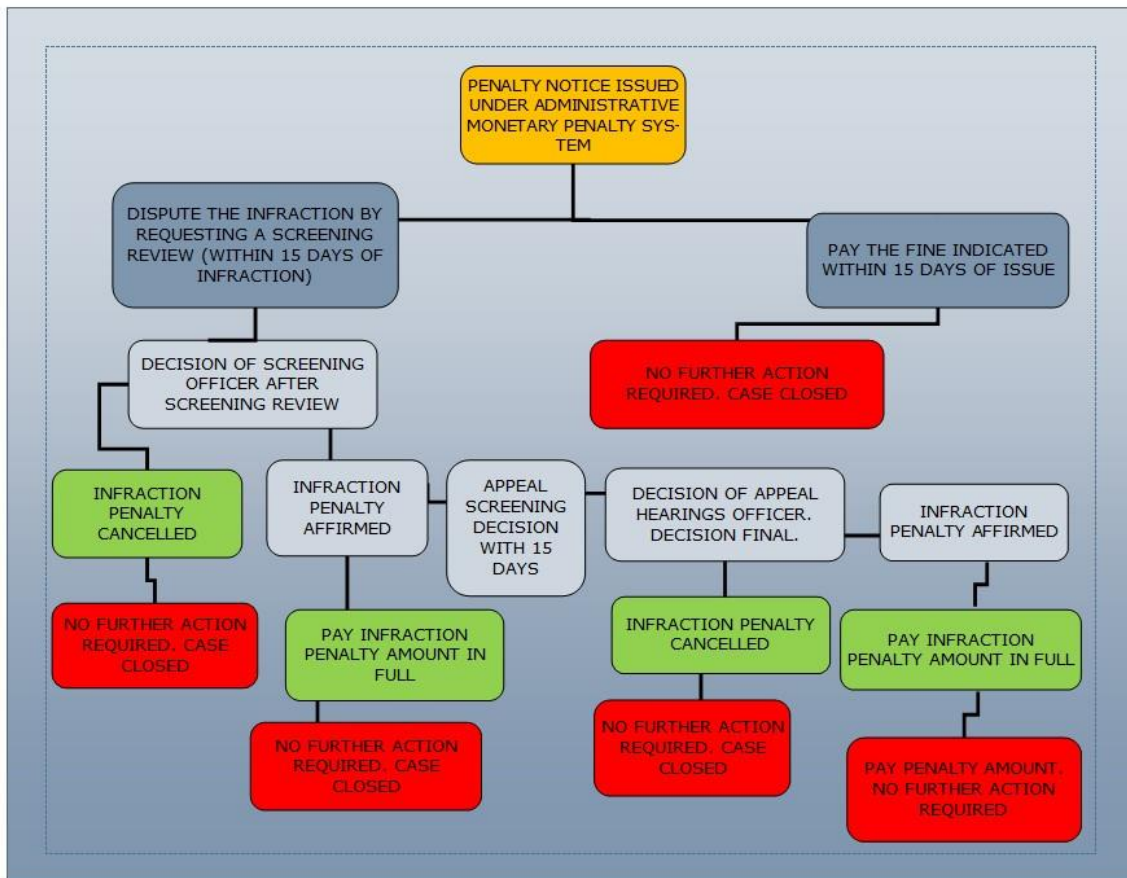 PENALTY NOTICE ISSUED
UNDER ADMINISTRATIVE
MONETARY PENALTY SYS-
TEM
DISPUTE THE INFRACTION BY
REQUESTING A SCREENING
REVIEW (WITHIN 15 DAYS OF
INFRACTION)
PAY THE FINE INDICATED
WITHIN 15 DAYS OF ISSUE
DECISION OF SCREENING
OFFICER AFTER
SCREENING REVIEW
NO FURTHER ACTION
REQUIRED. CASE CLOSED
INFRACTION
PENALTY
CANCELLED
INFRACTION
PENALTY
AFFIRMED
APPEAL
SCREENING
DECISION
WITH 15
DAYS
DECISION OF APPEAL
HEARINGS OFFICER.
DECISION FINAL.
INFRACTION
PENALTY AFFIRMED
NO FURTHER ACTION
REQUIRED. CASE
CLOSED
PAY INFRACTION
PENALTY AMOUNT IN
FULL
INFRACTION PENALTY
CANCELLED
PAY INFRACTION
PENALTY AMOUNT IN FULL
NO FURTHER ACTION
REQUIRED. CASE
CLOSED
NO FURTHER ACTION
REQUIRED. CASE
CLOSED
PAY PENALTY AMOUNT.
NO FURTHER ACTION
REQUIRED